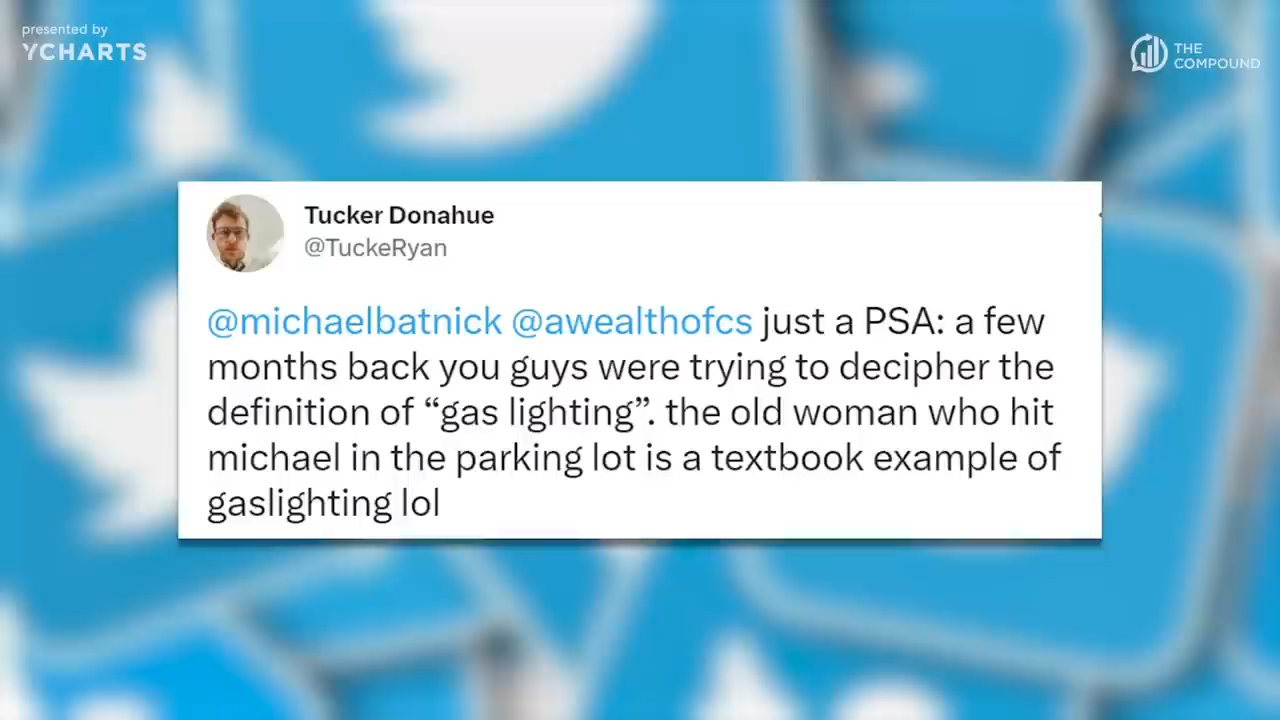 presented by
YCHARTS
THE
COMPOUND
Tucker Donahue
@TuckeRyan
@michaelbatnick @awealthofcs just a PSA: a few
months back you guys were trying to decipher the
definition of “gas lighting”. the old woman who hit
michael in the parking lot is a textbook example of
gaslighting lol